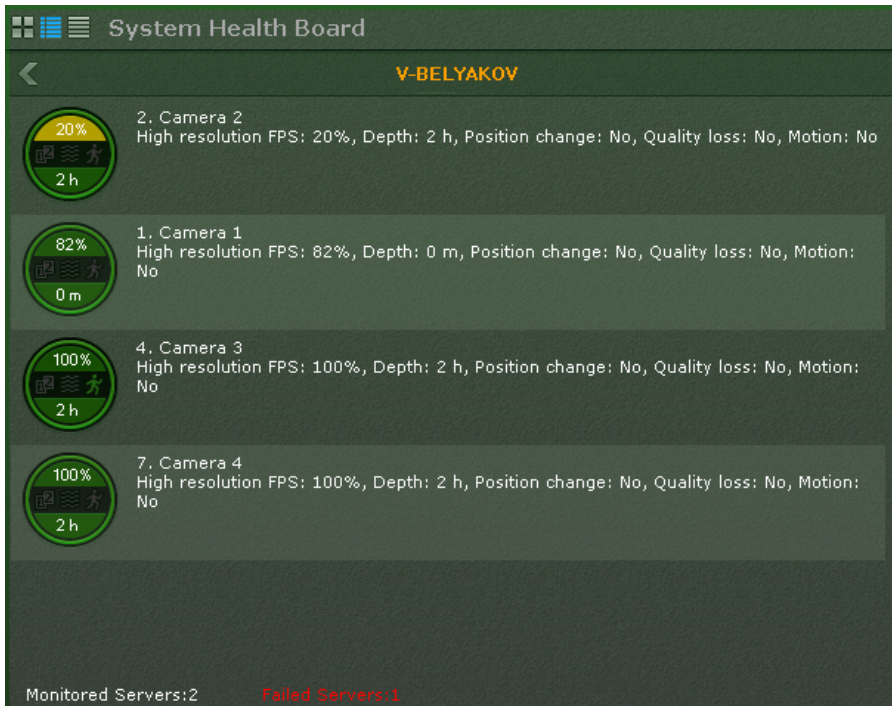 System Health Board
V-BELYAKOV
20%
2 h
2. Camera 2
High resolution FPS: 20%, Depth: 2 h, Position change: No, Quality loss: No, Motion: No
82%
0 m
1. Camera 1
High resolution FPS: 82%, Depth: 0 m, Position change: No, Quality loss: No, Motion:
No
100%
2 h
4. Camera 3
High resolution FPS: 100%, Depth: 2 h, Position change: No, Quality loss: No, Motion:
No
100%
2 h
7. Camera 4
High resolution FPS: 100%, Depth: 2 h, Position change: No, Quality loss: No, Motion:
No
Monitored Servers:2 Failed Servers:1